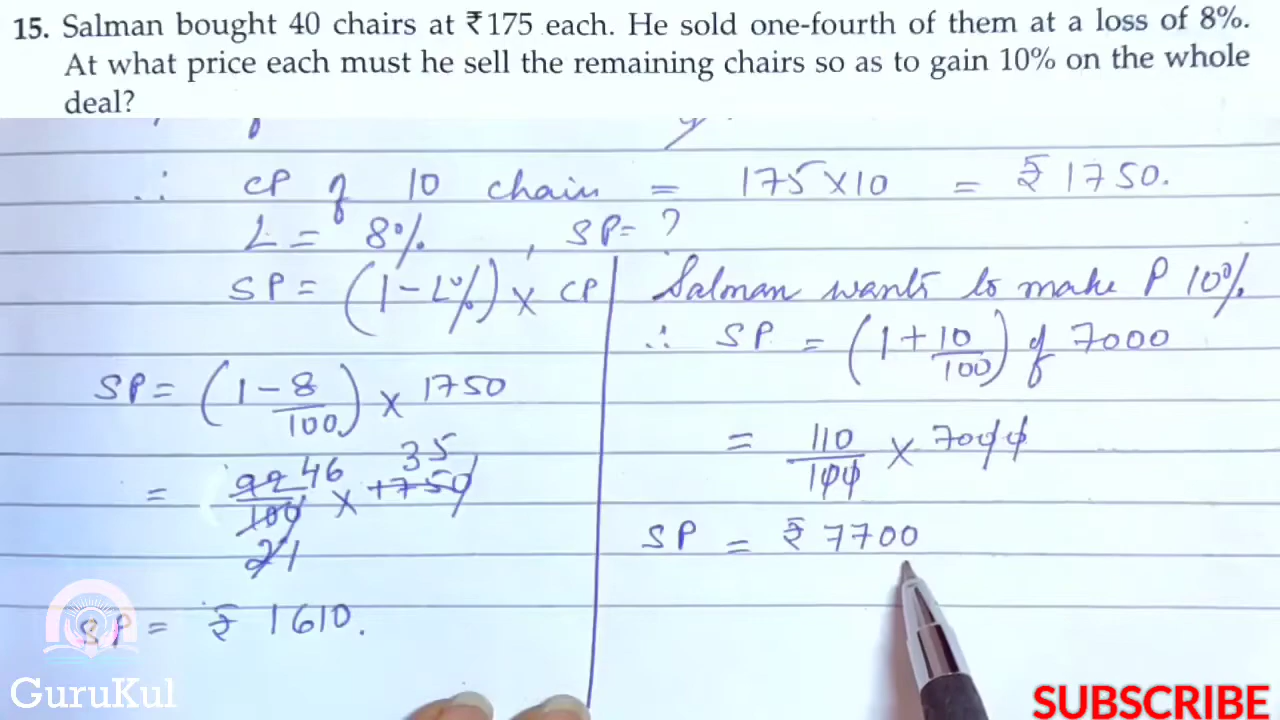 15. Salman bought 40 chairs at ₹175 each. He sold one-fourth of them at a loss of 8%.
At what price each must he sell the remaining chairs so as to gain 10% on the whole
deal?
∴ CP of 10 chain = 175×10 = ₹1750.
L = 8% , SP= ?
SP = (1-L%) × CP
SP = (1-8/100) × 1750
= 92 46/100 2 1 × 1750 35
SP = ₹ 1610.
Salman wants to make P 10%.
∴ SP = (1+10/100) of 7000
= 110/100 × 7000
SP = ₹ 7700
GuruKul
SUBSCRIBE